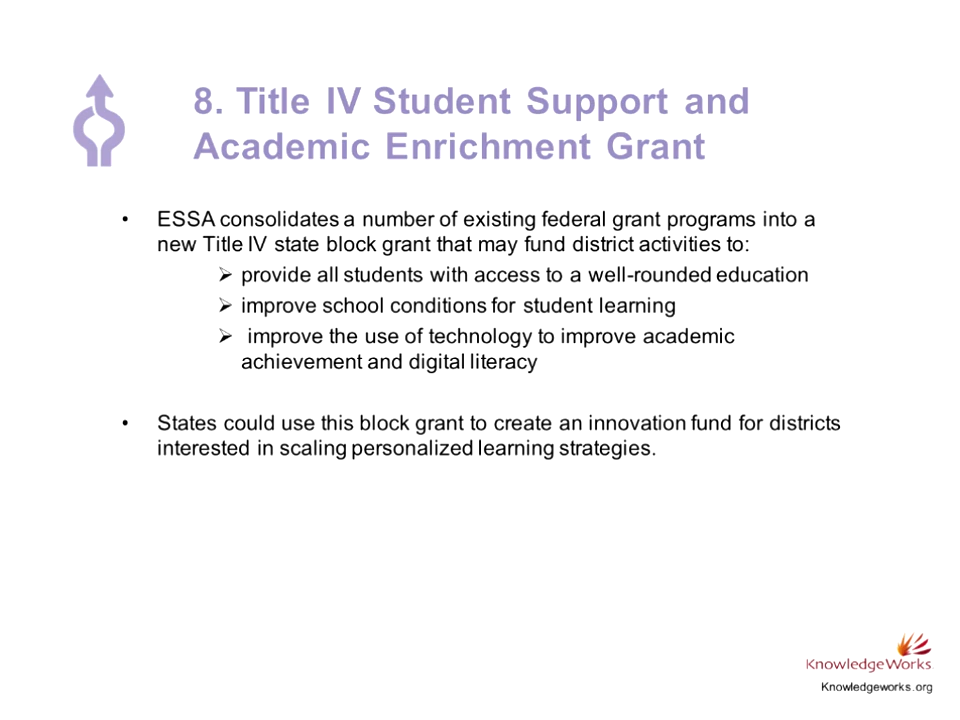 8. Title IV Student Support and
Academic Enrichment Grant
• ESSA consolidates a number of existing federal grant programs into a
new Title IV state block grant that may fund district activities to:
➢ provide all students with access to a well-rounded education
➢ improve school conditions for student learning
➢ improve the use of technology to improve academic
achievement and digital literacy
• States could use this block grant to create an innovation fund for districts
interested in scaling personalized learning strategies.
KnowledgeWorks
Knowledgeworks.org